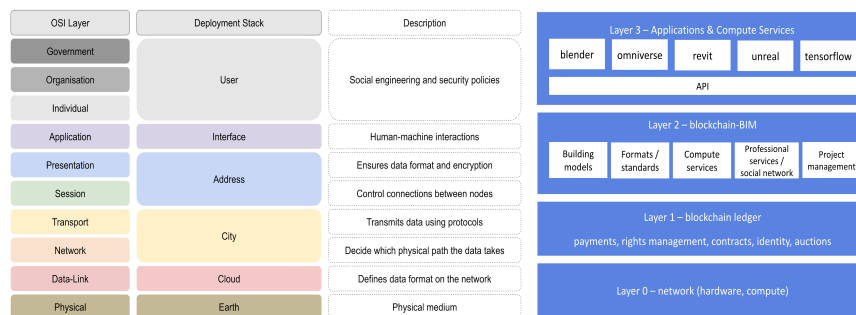 OSI Layer Deployment Stack Description
Government
Organisation User Social engineering and security policies
Individual
Application Interface Human-machine interactions
Presentation Ensures data format and encryption
Address
Session Control connections between nodes
Transport Transmits data using protocols
City
Network Decide which physical path the data takes
Data-Link Cloud Defines data format on the network
Physical Earth Physical medium
Layer 3 – Applications & Compute Services
blender omniverse revit unreal tensorflow
API
Layer 2 – blockchain-BIM
Building models
Formats / standards
Compute services
Professional services / social network
Project management
Layer 1 – blockchain ledger
payments, rights management, contracts, identity, auctions
Layer 0 – network (hardware, compute)